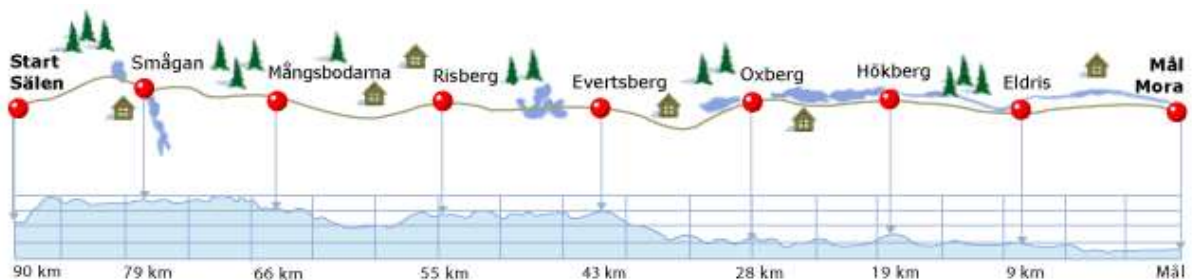 Start
Sälen
Smågan
Mångsbodarna
Risberg
Evertsberg
Oxberg
Hökberg
Eldris
Mål
Mora
90 km
79 km
66 km
55 km
43 km
28 km
19 km
9 km
Mål